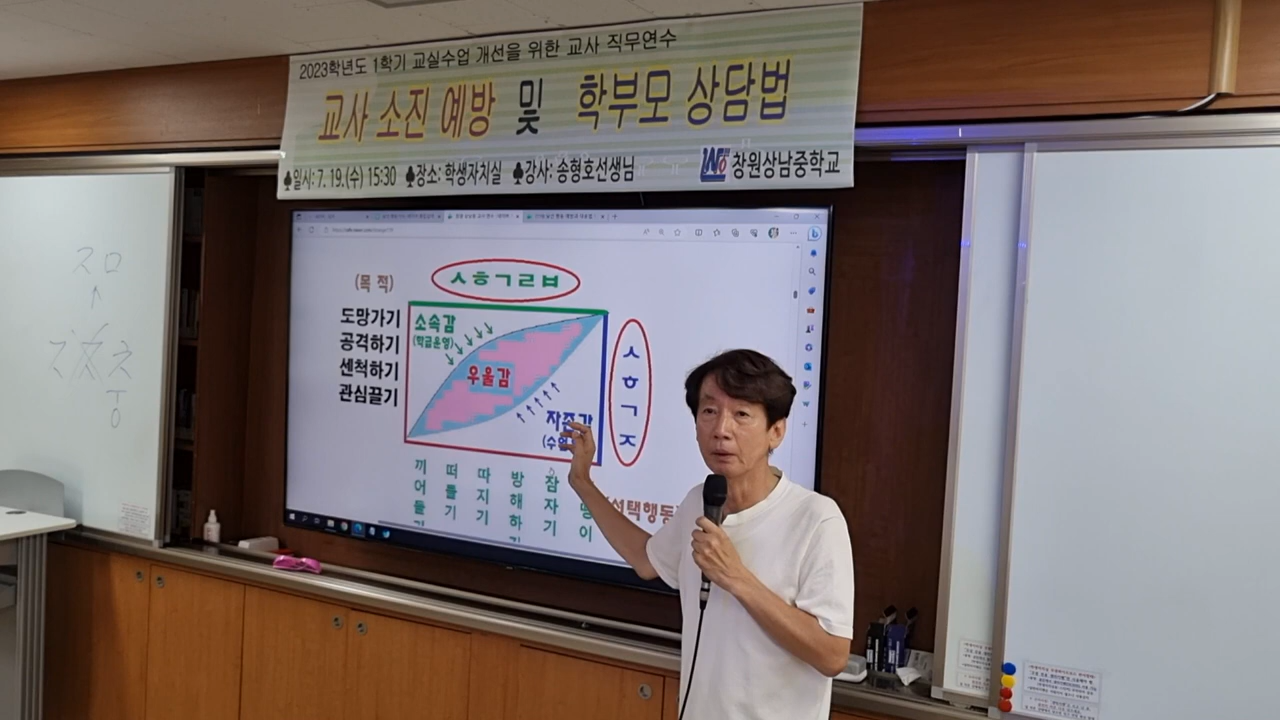 2023학년도 1학기 교실수업 개선을 위한 교사 직무연수
교사 소진 예방 및 학부모 상담법
♣일시: 7. 19.(수) 15:30 ♣장소: 학생자치실 ♣강사: 송형호선생님 창원상남중학교
(목 적)
ㅅㅎㄱㄹㅂ
도망가기
공격하기
센척하기
관심끌기
소속감
(학급운영)
우울감
자존감
ㅅㅎㄱㅈ
끼어들
떠들기
따지기
방해하
잠자기
선택행동
ㅈㅁ